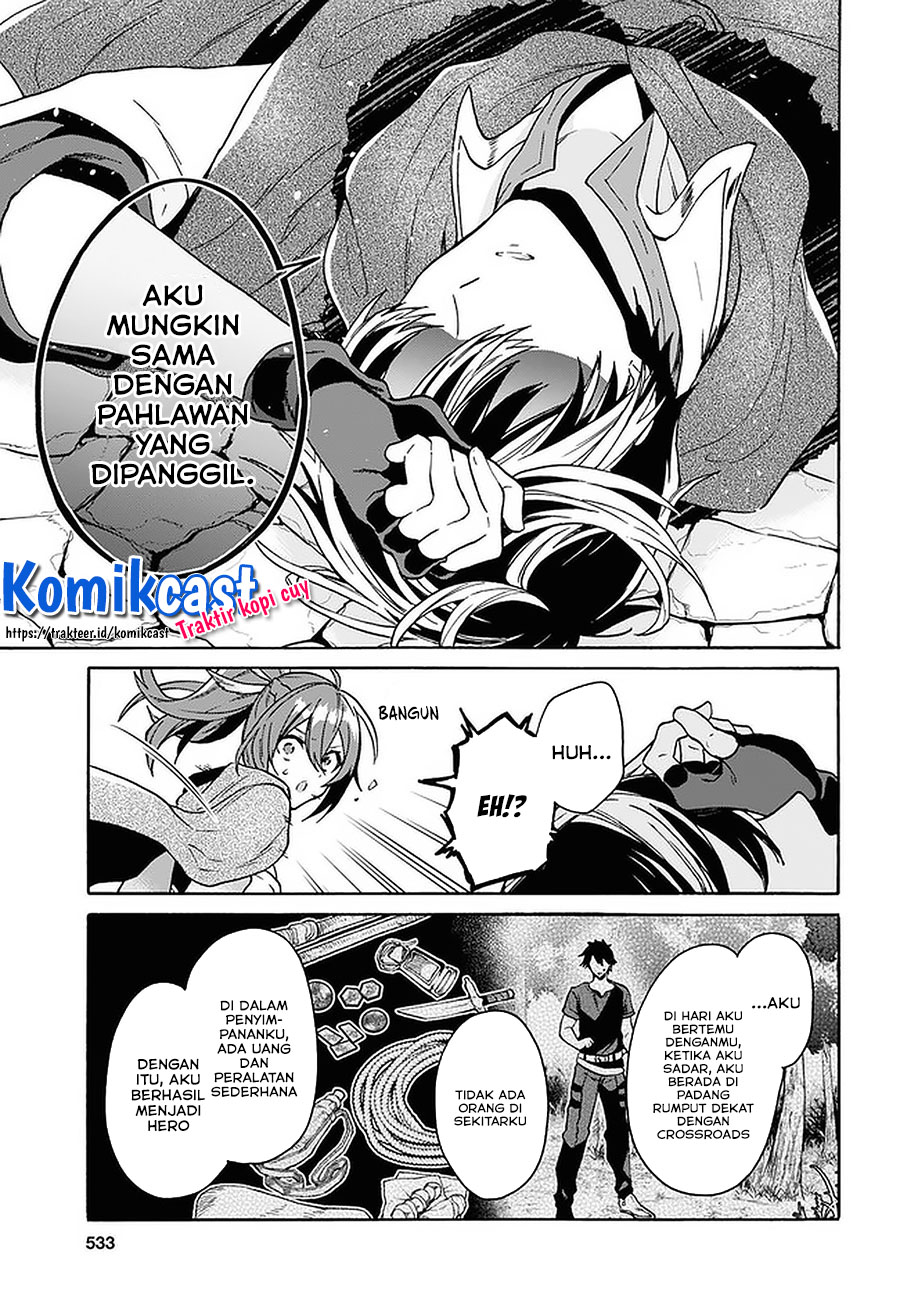 AKU
MUNGKIN
SAMA
DENGAN
PAHLAWAN
YANG
DIPANGGIL.
Komikcast
https://trakteer.id/komikcast
Traktir kopi cuy
HUH...
EH!?
BANGUN
...AKU
DI HARI AKU
BERTEMU
DENGANMU,
KETIKA AKU
SADAR, AKU
BERADA DI
PADANG
RUMPUT DEKAT
DENGAN
CROSSROADS
TIDAK ADA
ORANG DI
SEKITARKU
DI DALAM
PENYIM-
PANANKU,
ADA UANG
DAN
PERALATAN
SEDERHANA
DENGAN
ITU, AKU
BERHASIL
MENJADI
HERO
533